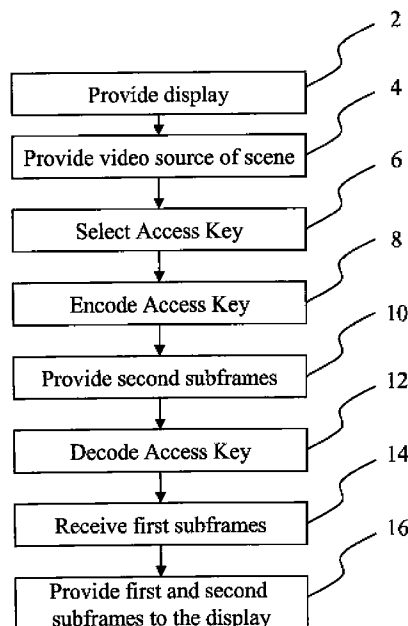 2
Provide display
4
Provide video source of scene
6
Select Access Key
8
Encode Access Key
10
Provide second subframes
12
Decode Access Key
14
Receive first subframes
16
Provide first and second
subframes to the display